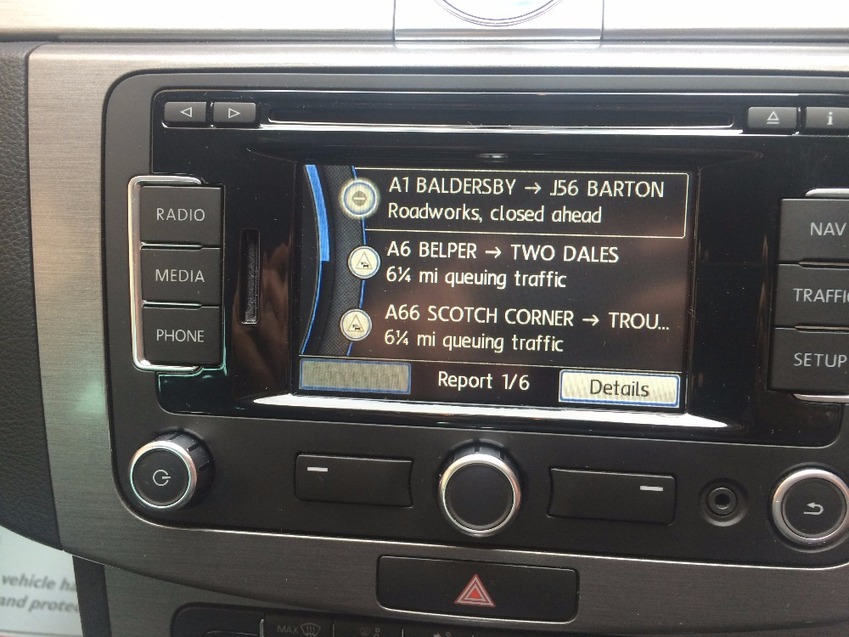 i
RADIO
MEDIA
PHONE
A1 BALDERSBY → J56 BARTON
Roadworks, closed ahead
A6 BELPER → TWO DALES
6¼ mi queuing traffic
A66 SCOTCH CORNER → TROU...
6¼ mi queuing traffic
Report 1/6
Details
NAV
TRAFFIC
SETUP
vehicle ha
and prote
MAX